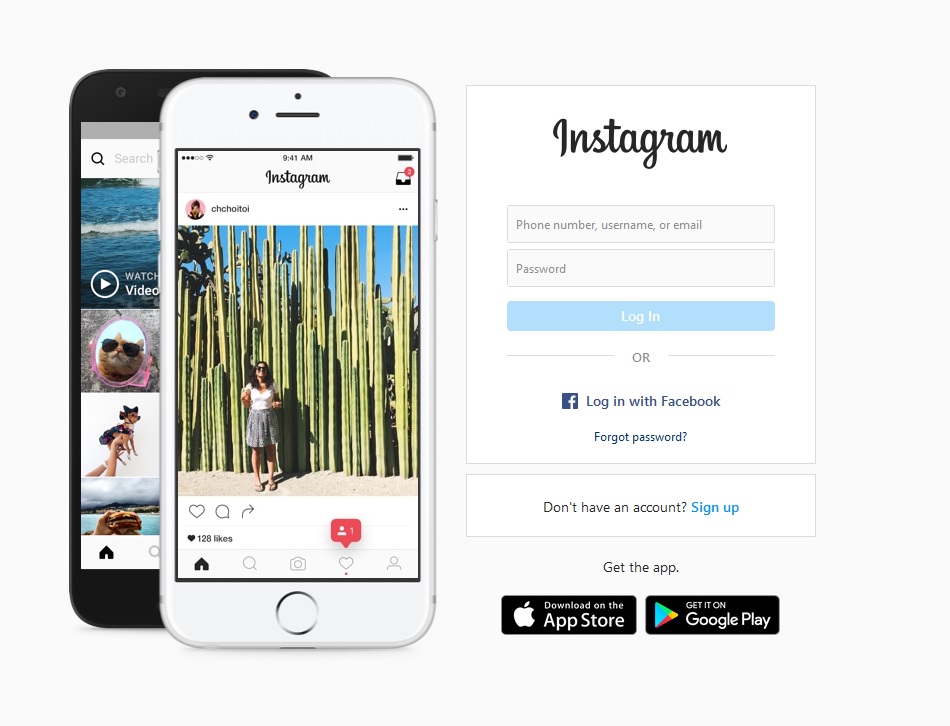 Search
WATCH
Video
9:41 AM
Instagram
2
chchoitoi
128 likes
1
Instagram
Phone number, username, or email
Password
Log In
OR
Log in with Facebook
Forgot password?
Don't have an account? Sign up
Get the app.
Download on the
App Store
GET IT ON
Google Play